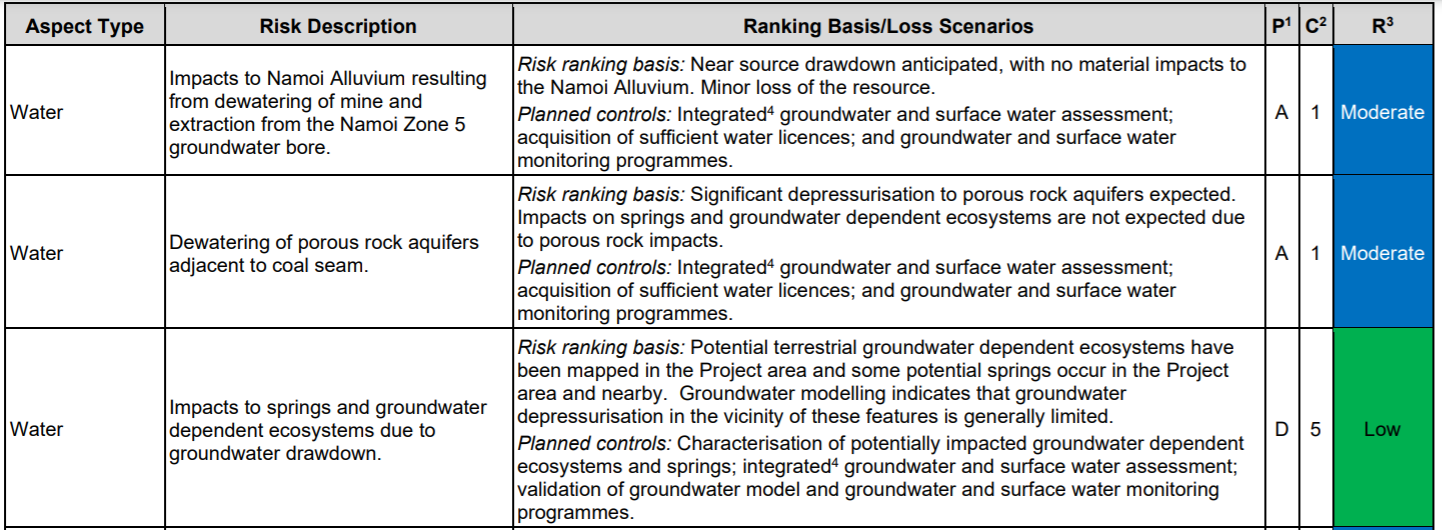 Aspect Type Risk Description Ranking Basis/Loss Scenarios P¹ C² R³
Water
Impacts to Namoi Alluvium resulting
from dewatering of mine and
extraction from the Namoi Zone 5
groundwater bore.
Risk ranking basis: Near source drawdown anticipated, with no material impacts to
the Namoi Alluvium. Minor loss of the resource.
Planned controls: Integrated⁴ groundwater and surface water assessment;
acquisition of sufficient water licences; and groundwater and surface water
monitoring programmes.
A 1 Moderate
Water
Dewatering of porous rock aquifers
adjacent to coal seam.
Risk ranking basis: Significant depressurisation to porous rock aquifers expected.
Impacts on springs and groundwater dependent ecosystems are not expected due
to porous rock impacts.
Planned controls: Integrated⁴ groundwater and surface water assessment;
acquisition of sufficient water licences; and groundwater and surface water
monitoring programmes.
A 1 Moderate
Water
Impacts to springs and groundwater
dependent ecosystems due to
groundwater drawdown.
Risk ranking basis: Potential terrestrial groundwater dependent ecosystems have
been mapped in the Project area and some potential springs occur in the Project
area and nearby.  Groundwater modelling indicates that groundwater
depressurisation in the vicinity of these features is generally limited.
Planned controls: Characterisation of potentially impacted groundwater dependent
ecosystems and springs; integrated⁴ groundwater and surface water assessment;
validation of groundwater model and groundwater and surface water monitoring
programmes.
D 5 Low